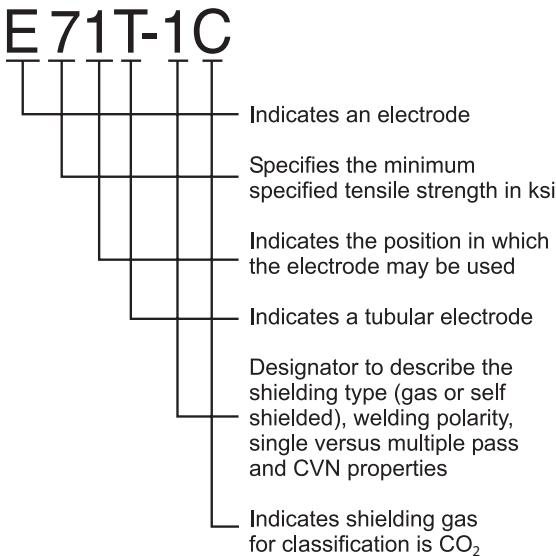 E71T-1C
Indicates an electrode
Specifies the minimum
specified tensile strength in ksi
Indicates the position in which
the electrode may be used
Indicates a tubular electrode
Designator to describe the
shielding type (gas or self
shielded), welding polarity,
single versus multiple pass
and CVN properties
Indicates shielding gas
for classification is CO₂